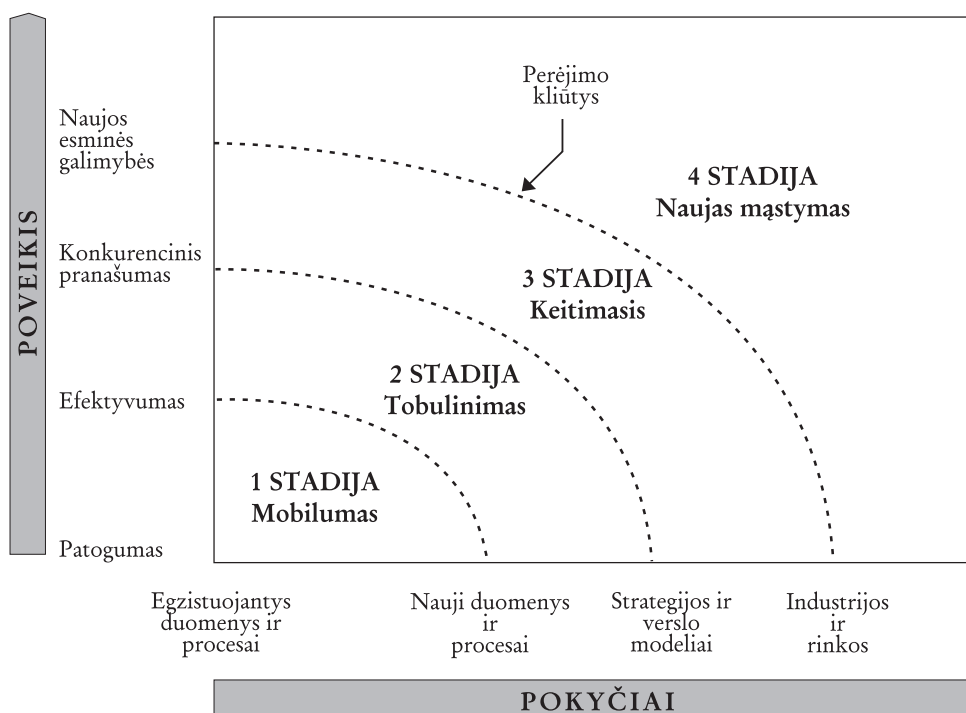 Perėjimo
kliūtys
Naujos
esminės
galimybės
4 STADIJA
Naujas mąstymas
Konkurencinis
pranašumas
3 STADIJA
Keitimasis
POVEIKIS
2 STADIJA
Tobulinimas
Efektyvumas
1 STADIJA
Mobilumas
Patogumas
Egzistuojantys
duomenys ir
procesai
Nauji duomenys
ir
procesai
Strategijos ir
verslo
modeliai
Industrijos
ir
rinkos
POKYČIAI